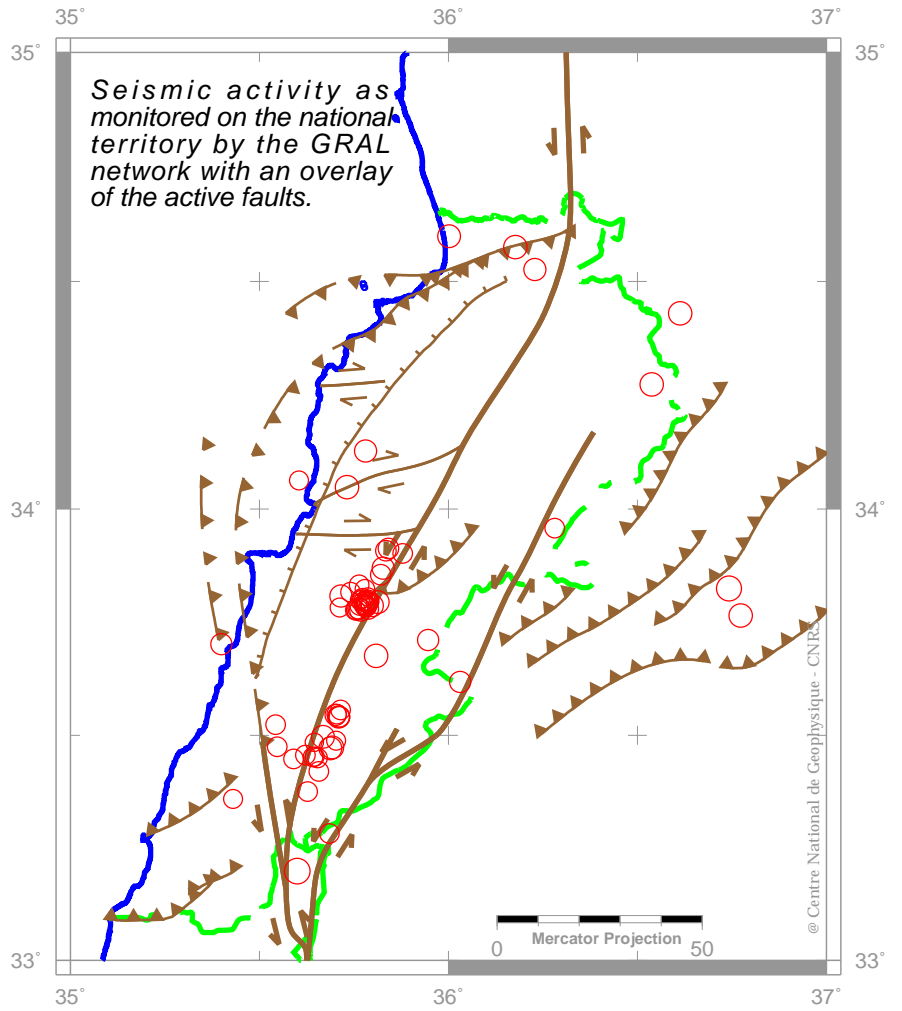 35˚ 36˚ 37˚
35˚ 35˚
Seismic activity as
monitored on the national
territory by the GRAL
network with an overlay
of the active faults.
34˚ 34˚
@ Centre National de Geophysique - CNRS
Mercator Projection
0 50
33˚ 33˚
35˚ 36˚ 37˚